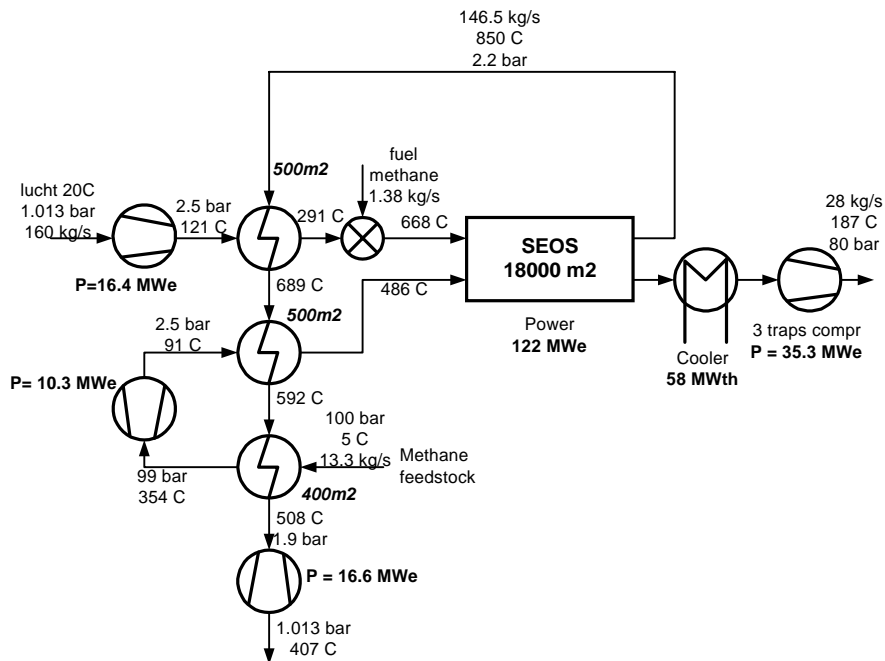 146.5 kg/s
850 C
2.2 bar
500m2
fuel
methane
1.38 kg/s
lucht 20C
1.013 bar
160 kg/s
2.5 bar
121 C
291 C
668 C
SEOS
18000 m2
28 kg/s
187 C
80 bar
P=16.4 MWe
689 C
486 C
500m2
2.5 bar
91 C
Power
122 MWe
3 traps compr
P = 35.3 MWe
Cooler
58 MWth
P= 10.3 MWe
592 C
100 bar
5 C
13.3 kg/s
Methane
feedstock
99 bar
354 C
400m2
508 C
1.9 bar
P = 16.6 MWe
1.013 bar
407 C